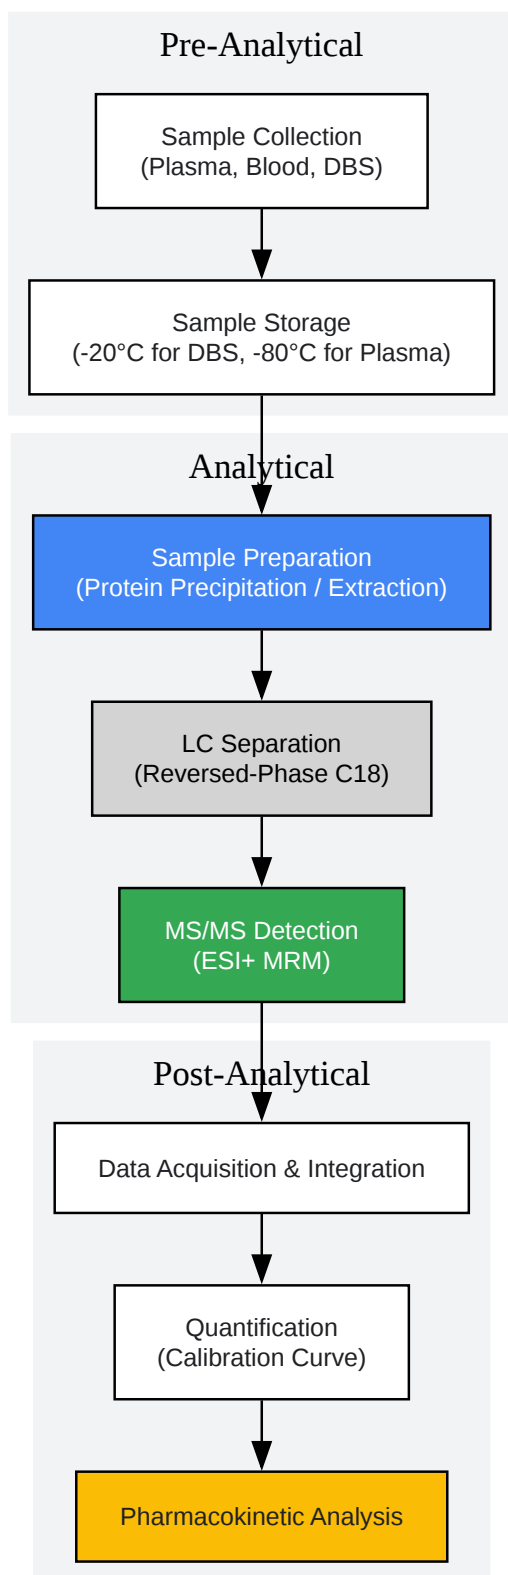 Pre-Analytical
Sample Collection
(Plasma, Blood, DBS)
Sample Storage
(-20°C for DBS, -80°C for Plasma)
Analytical
Sample Preparation
(Protein Precipitation / Extraction)
LC Separation
(Reversed-Phase C18)
MS/MS Detection
(ESI+ MRM)
Post-Analytical
Data Acquisition & Integration
Quantification
(Calibration Curve)
Pharmacokinetic Analysis